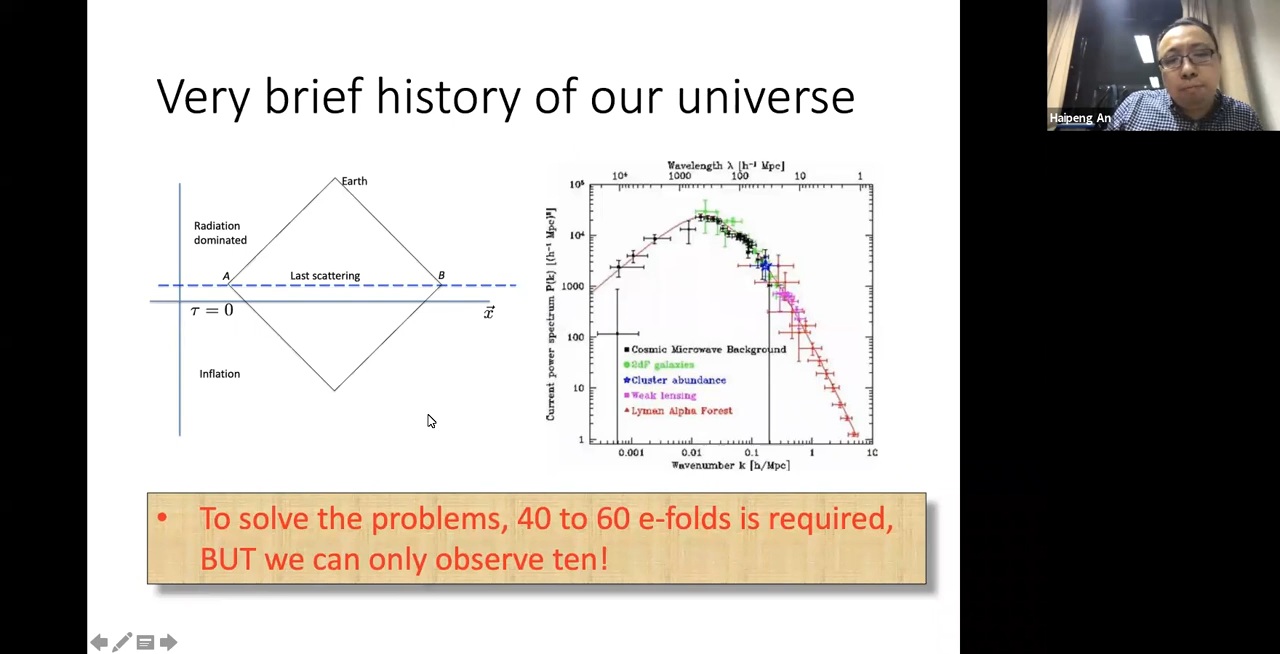 Very brief history of our universe
Haipeng An
Earth
Radiation
dominated
A
Last scattering
B
τ = 0
x⃗
Inflation
Wavelength λ [h⁻¹ Mpc]
10⁴ 1000 100 10 1
Current power spectrum P(k) [(h⁻¹ Mpc)³]
10⁵
10⁴
1000
100
10
1
Cosmic Microwave Background
2dF galaxies
Cluster abundance
Weak lensing
Lyman Alpha Forest
0.001 0.01 0.1 1 10
Wavenumber k [h/Mpc]
• To solve the problems, 40 to 60 e-folds is required,
BUT we can only observe ten!